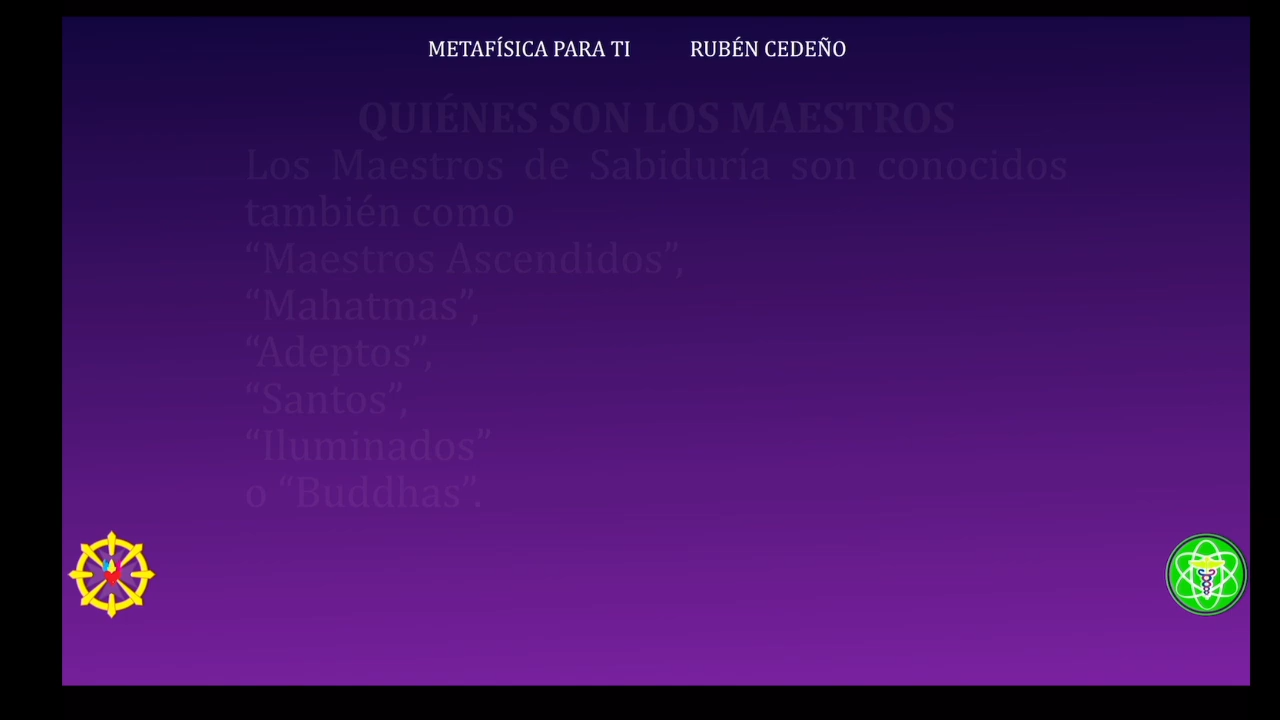 METAFÍSICA PARA TI RUBÉN CEDEÑO
QUIÉNES SON LOS MAESTROS
Los Maestros de Sabiduría son conocidos
también como
“Maestros Ascendidos”,
“Mahatmas”,
“Adeptos”,
“Santos”,
“Iluminados”
o “Buddhas”.